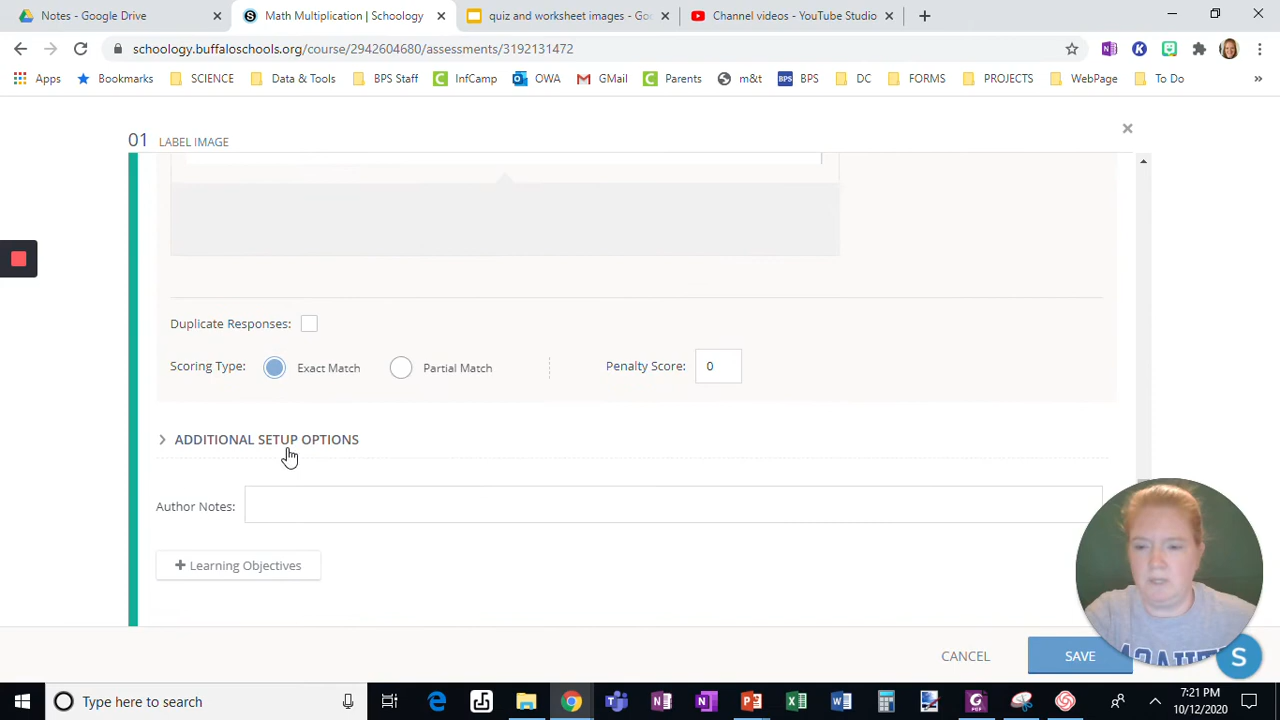 Notes - Google Drive
Math Multiplication | Schoology
quiz and worksheet images - Goo
Channel videos - YouTube Studio
schoology.buffaloschools.org/course/2942604680/assessments/3192131472
Apps Bookmarks SCIENCE Data & Tools BPS Staff InfCamp OWA GMail Parents m&t BPS DC FORMS PROJECTS WebPage To Do »
01 LABEL IMAGE
Duplicate Responses:
Scoring Type: Exact Match Partial Match Penalty Score: 0
ADDITIONAL SETUP OPTIONS
Author Notes:
+ Learning Objectives
CANCEL SAVE
S
Type here to search
7:21 PM
10/12/2020